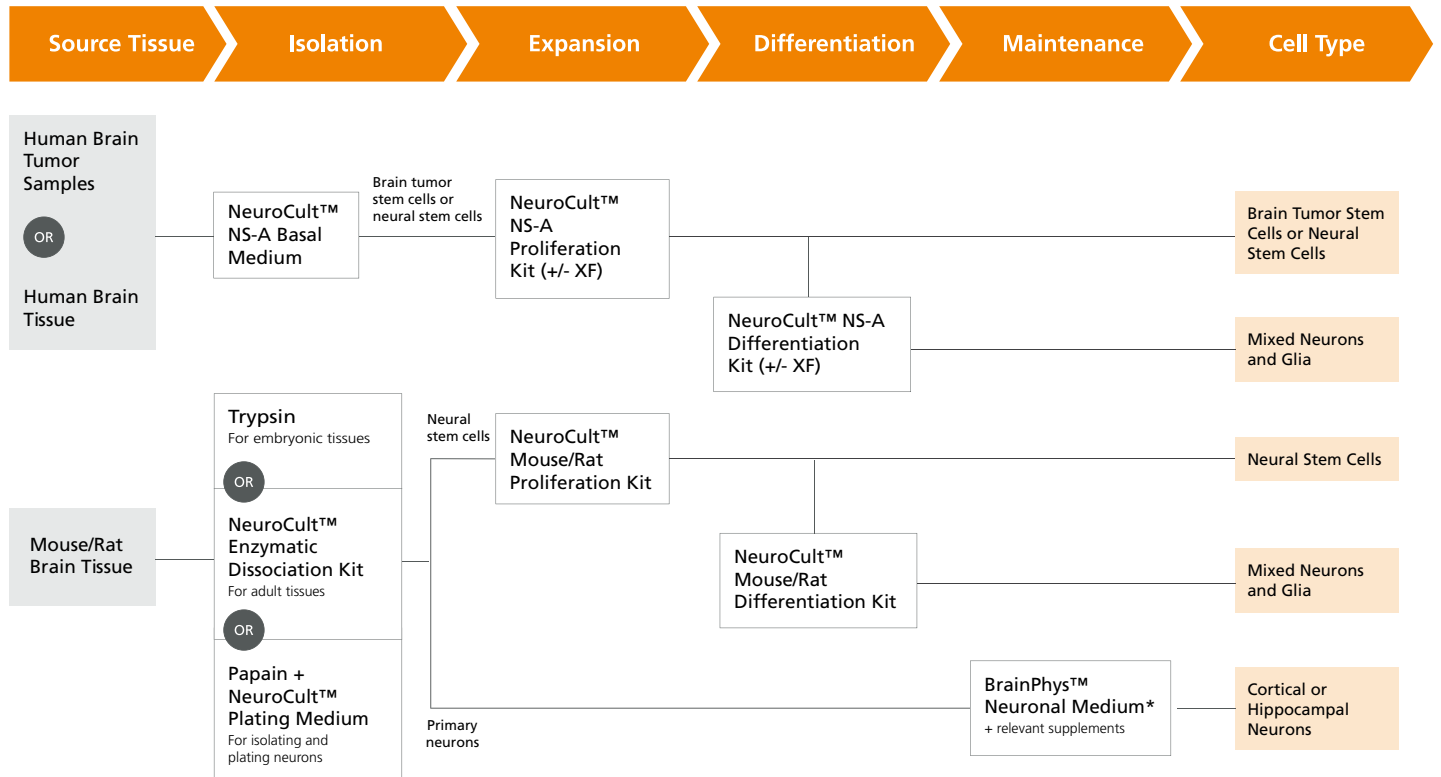 Source Tissue
Isolation
Expansion
Differentiation
Maintenance
Cell Type
Human Brain
Tumor
Samples
OR
Human Brain
Tissue
NeuroCult™
NS-A Basal
Medium
Brain tumor
stem cells or
neural stem cells
NeuroCult™
NS-A
Proliferation
Kit (+/- XF)
Brain Tumor Stem
Cells or Neural
Stem Cells
NeuroCult™ NS-A
Differentiation
Kit (+/- XF)
Mixed Neurons
and Glia
Mouse/Rat
Brain Tissue
Trypsin
For embryonic tissues
OR
NeuroCult™
Enzymatic
Dissociation Kit
For adult tissues
OR
Papain +
NeuroCult™
Plating Medium
For isolating and
plating neurons
Neural
stem cells
NeuroCult™
Mouse/Rat
Proliferation Kit
Neural Stem Cells
NeuroCult™
Mouse/Rat
Differentiation Kit
Mixed Neurons
and Glia
Primary
neurons
BrainPhys™
Neuronal Medium*
+ relevant supplements
Cortical or
Hippocampal
Neurons